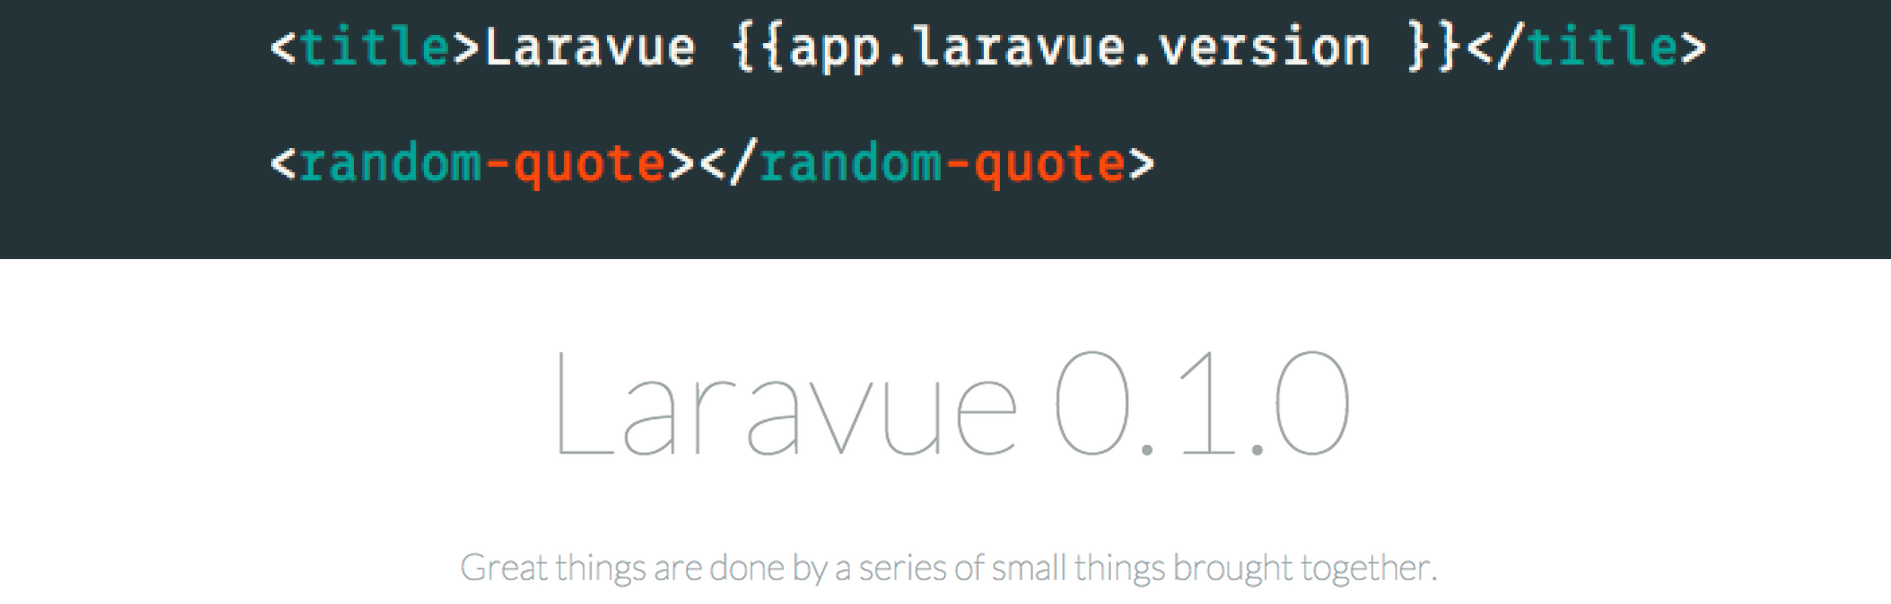 <title>Laravue {{app.laravue.version }}</title>
<random-quote></random-quote>
Laravue 0.1.0
Great things are done by a series of small things brought together.